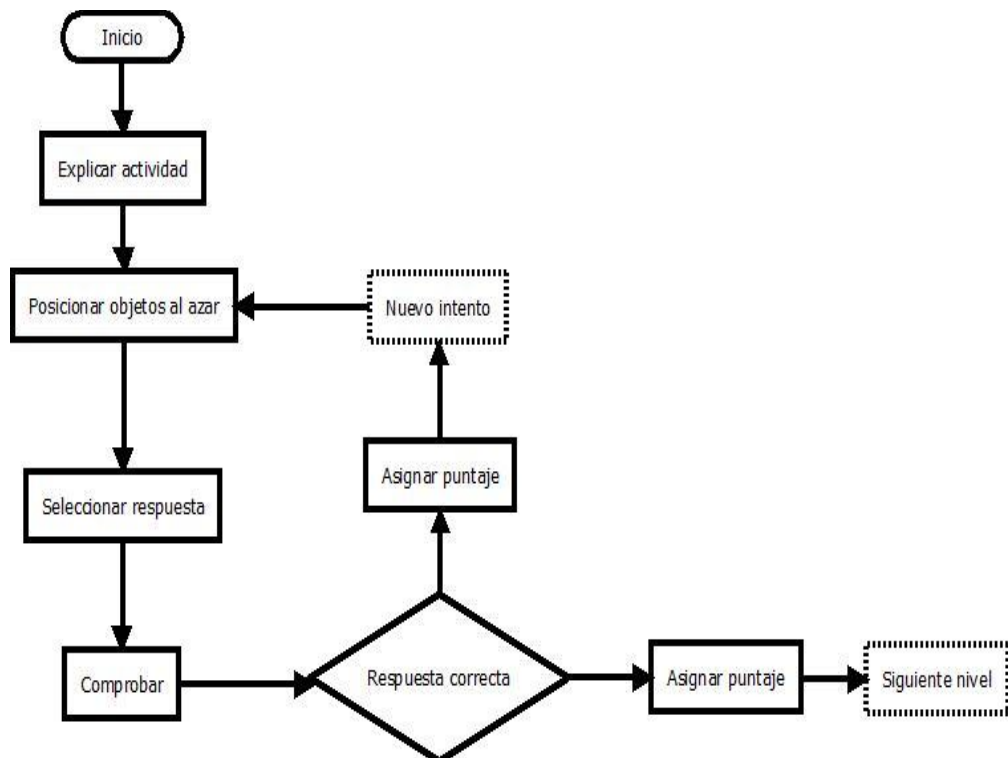 Inicio
Explicar actividad
Posicionar objetos al azar
Nuevo intento
Asignar puntaje
Seleccionar respuesta
Comprobar
Respuesta correcta
Asignar puntaje
Siguiente nivel